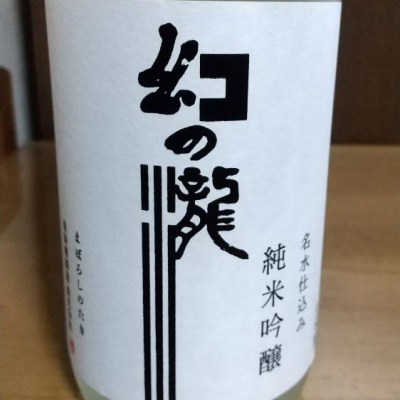 幻の瀧
名水仕込み
純米吟醸
まぼろしのたき